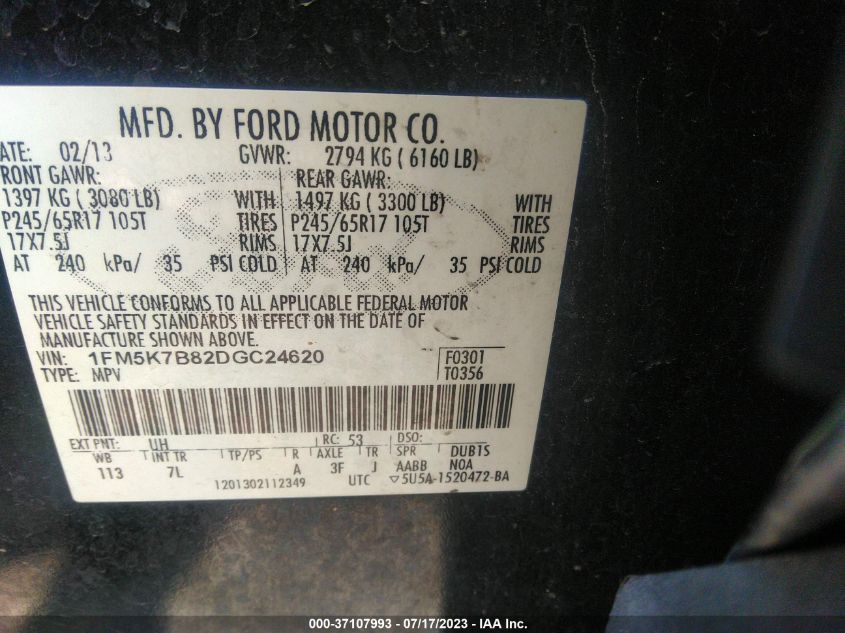 MFD. BY FORD MOTOR CO.
ATE: 02/13 GVWR: 2794 KG ( 6160 LB)
RONT GAWR: REAR GAWR:
1397 KG ( 3080 LB) WITH 1497 KG ( 3300 LB) WITH
P245/65R17 105T TIRES P245/65R17 105T TIRES
17X7.5J RIMS 17X7.5J RIMS
AT 240 kPa/ 35 PSI COLD AT 240 kPa/ 35 PSI COLD
THIS VEHICLE CONFORMS TO ALL APPLICABLE FEDERAL MOTOR
VEHICLE SAFETY STANDARDS IN EFFECT ON THE DATE OF
MANUFACTURE SHOWN ABOVE.
VIN: 1FM5K7B82DGC24620 F0301
TYPE: MPV T0356
EXT PNT: UH RC: 53 DSO:
WB INT TR TP/PS R AXLE TR SPR DUB1S
113 7L A 3F J AABB NOA
1201302112349 UTC ▽5U5A-1520472-BA
000-37107993 - 07/17/2023 - © IAA Inc.